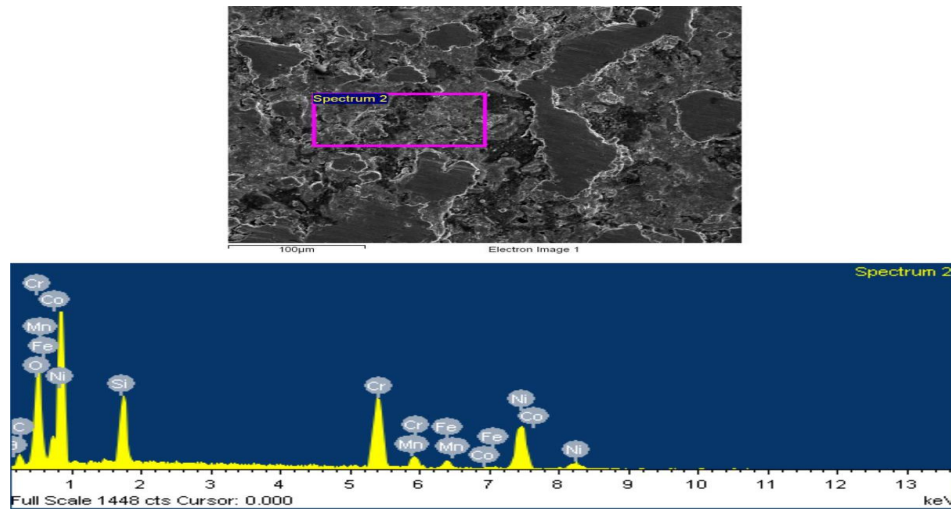 Spectrum 2
100µm Electron Image 1
Spectrum 2
Cr
Co
Mn
Fe
O Ni Si Cr Ni
Co
C Cr Fe
Mn Mn Co Fe Ni
1 2 3 4 5 6 7 8 9 10 11 12 13
Full Scale 1448 cts Cursor: 0.000 keV